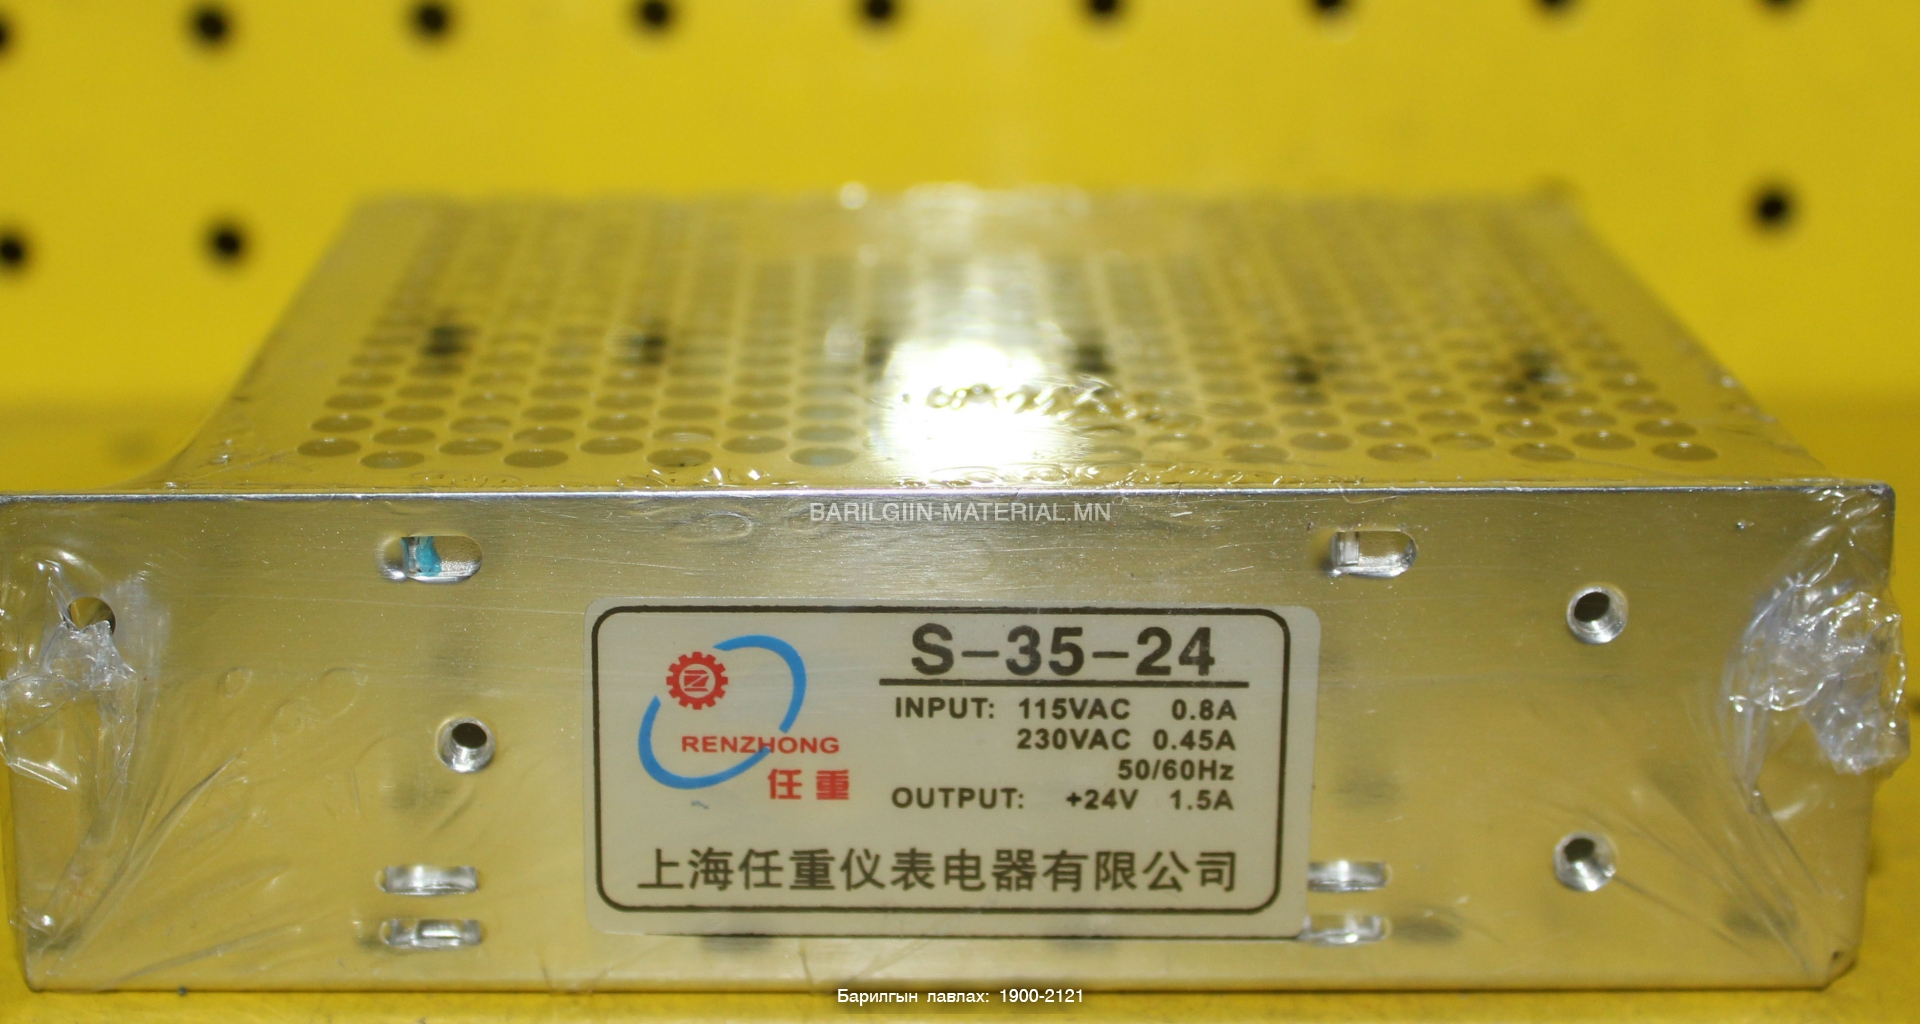 BARILGIIN-MATERIAL.MN
S-35-24
INPUT: 115VAC 0.8A
230VAC 0.45A
50/60Hz
OUTPUT: +24V 1.5A
Z
RENZHONG
任重
上海任重仪表电器有限公司
Барилгын лавлах: 1900-2121